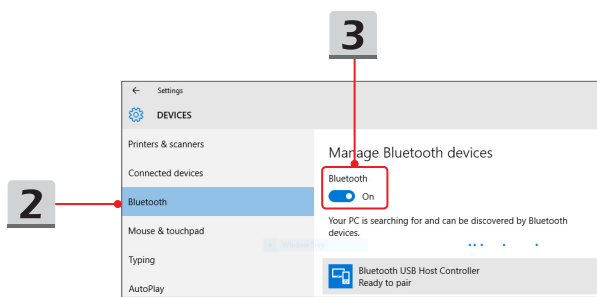 3
← Settings
DEVICES
Printers & scanners
Connected devices
2
Bluetooth
Mouse & touchpad
Typing
AutoPlay
Manage Bluetooth devices
Bluetooth
On
Your PC is searching for and can be discovered by Bluetooth
devices.
Bluetooth USB Host Controller
Ready to pair